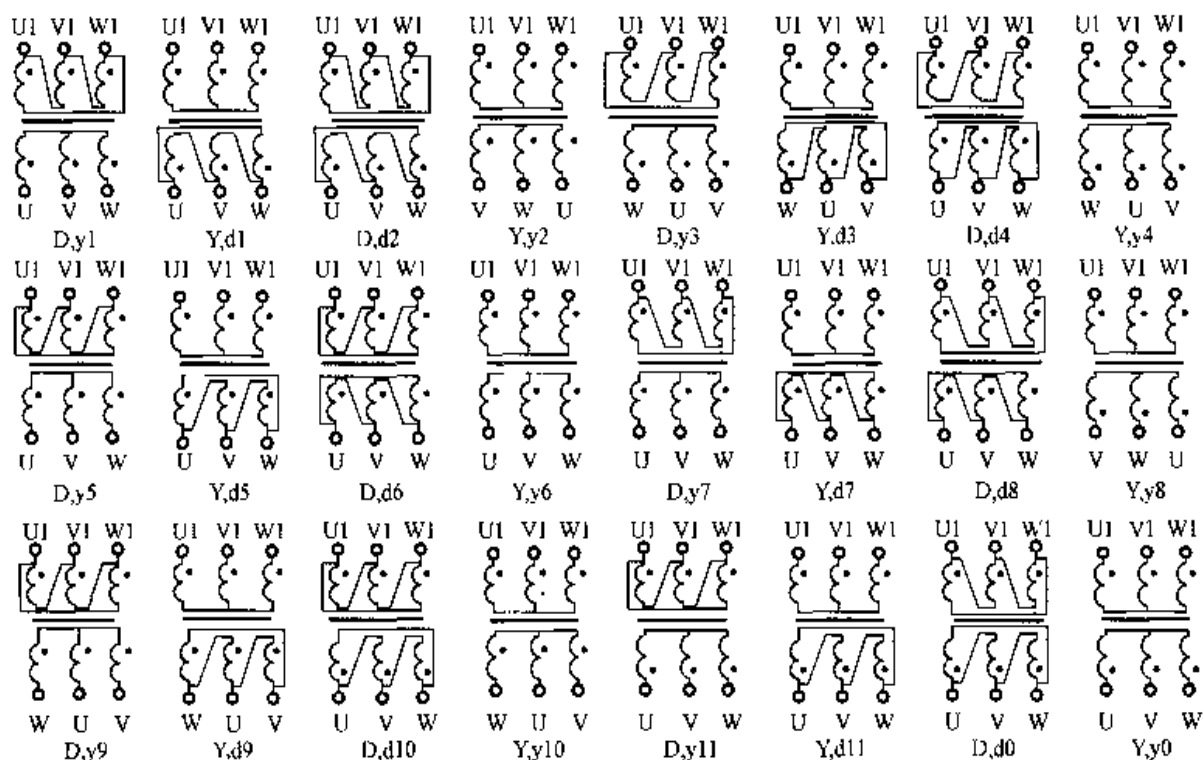 U1 V1 W1 U1 V1 W1 U1 V1 W1 U1 V1 W1 U1 V1 W1 U1 V1 W1 U1 V1 W1 U1 V1 W1
U V W U V W U V W V W U W U V W U V U V W W U V
D,y1 Y,d1 D,d2 Y,y2 D,y3 Y,d3 D,d4 Y,y4
U1 V1 W1 U1 V1 W1 U1 V1 W1 U1 V1 W1 U1 V1 W1 U1 V1 W1 U1 V1 W1 U1 V1 W1
U V W U V W U V W U V W U V W U V W U V W V W U
D,y5 Y,d5 D,d6 Y,y6 D,y7 Y,d7 D,d8 Y,y8
U1 V1 W1 U1 V1 W1 U1 V1 W1 U1 V1 W1 U1 V1 W1 U1 V1 W1 U1 V1 W1 U1 V1 W1
W U V W U V U V W W U V U V W U V W U V W U V W
D,y9 Y,d9 D,d10 Y,y10 D,y11 Y,d11 D,d0 Y,y0